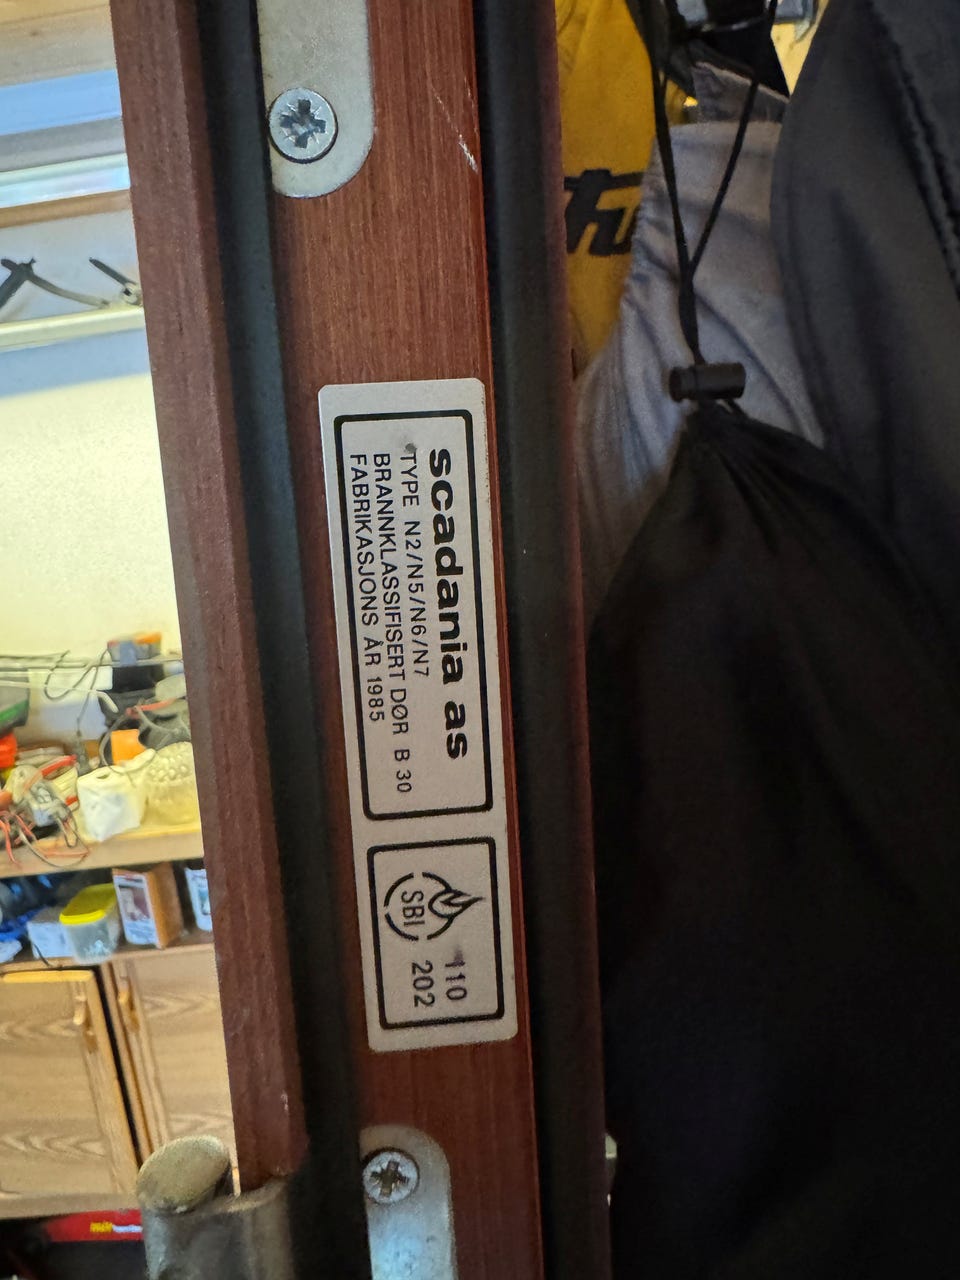 scadania as
TYPE N2/N5/N6/N7
BRANNKLASSIFISERT DØR B 30
FABRIKASJONS ÅR 1985
SBI
110
202